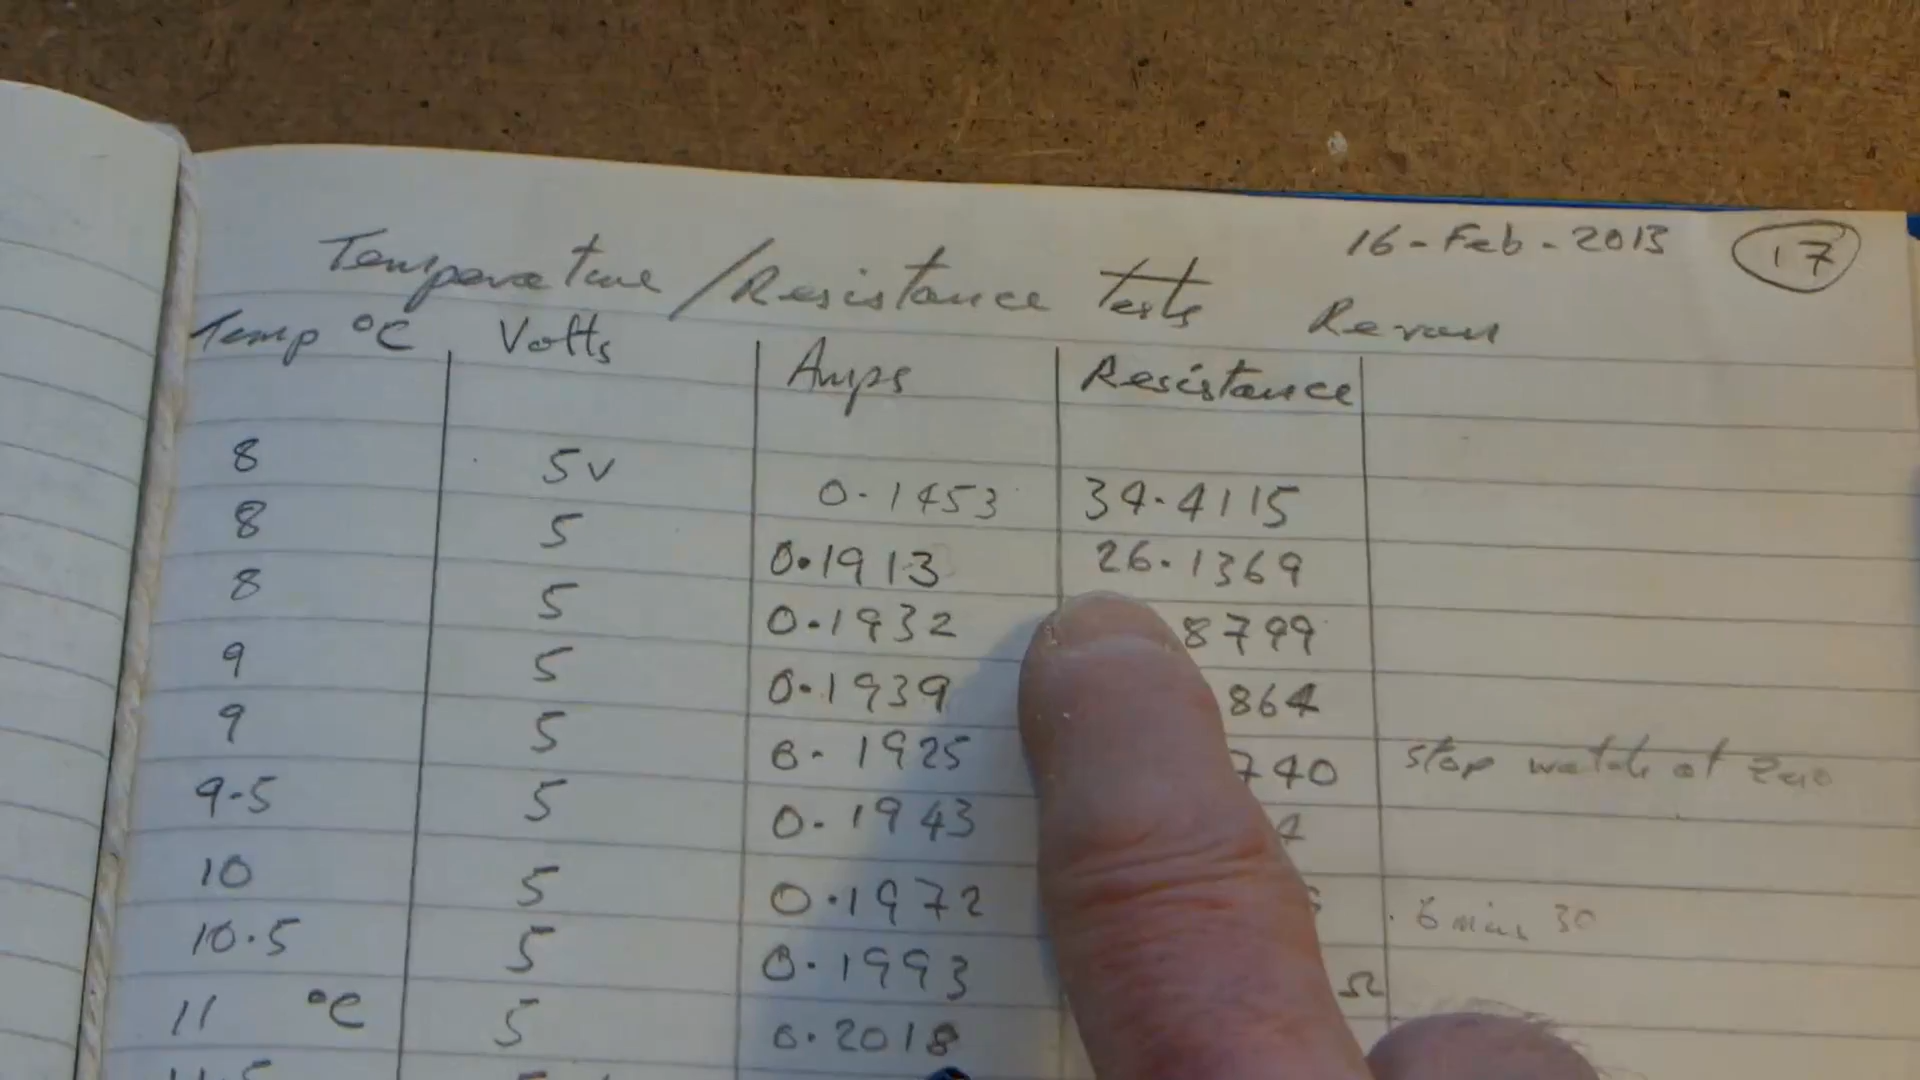 16-Feb-2013 17
Temperature/Resistance Tests
Temp °C Volts Amps Resistance
8 5v 0.1453 34.4115
8 5 0.1913 26.1369
8 5 0.1932 8799
9 5 0.1939 864
9 5 0.1925 740 stop watch at zero
9.5 5 0.1943
10 5 0.1972 6 mins 30
10.5 5 0.1993 Ω
11 °C 5 0.2018